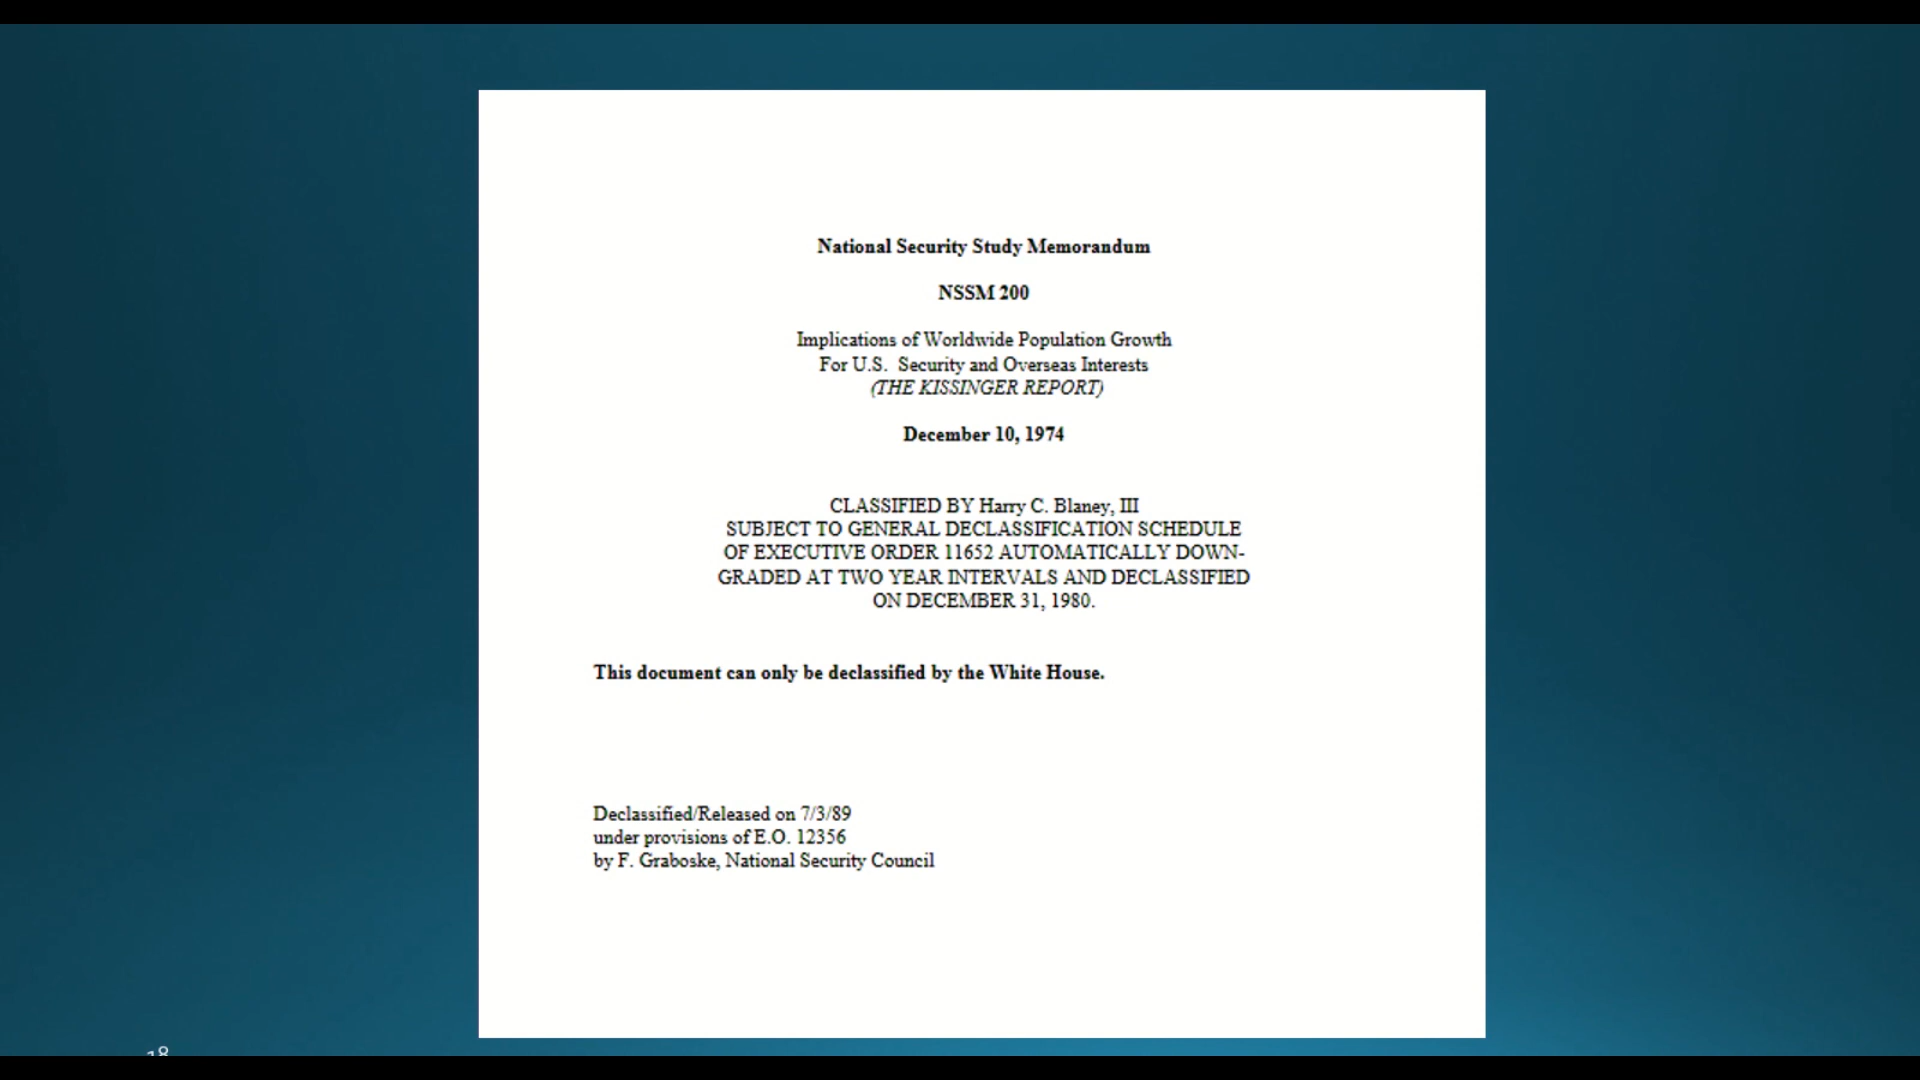 National Security Study Memorandum
NSSM 200
Implications of Worldwide Population Growth
For U.S.  Security and Overseas Interests
(THE KISSINGER REPORT)
December 10, 1974
CLASSIFIED BY Harry C. Blaney, III
SUBJECT TO GENERAL DECLASSIFICATION SCHEDULE
OF EXECUTIVE ORDER 11652 AUTOMATICALLY DOWN-
GRADED AT TWO YEAR INTERVALS AND DECLASSIFIED
ON DECEMBER 31, 1980.
This document can only be declassified by the White House.
Declassified/Released on 7/3/89
under provisions of E.O. 12356
by F. Graboske, National Security Council
18